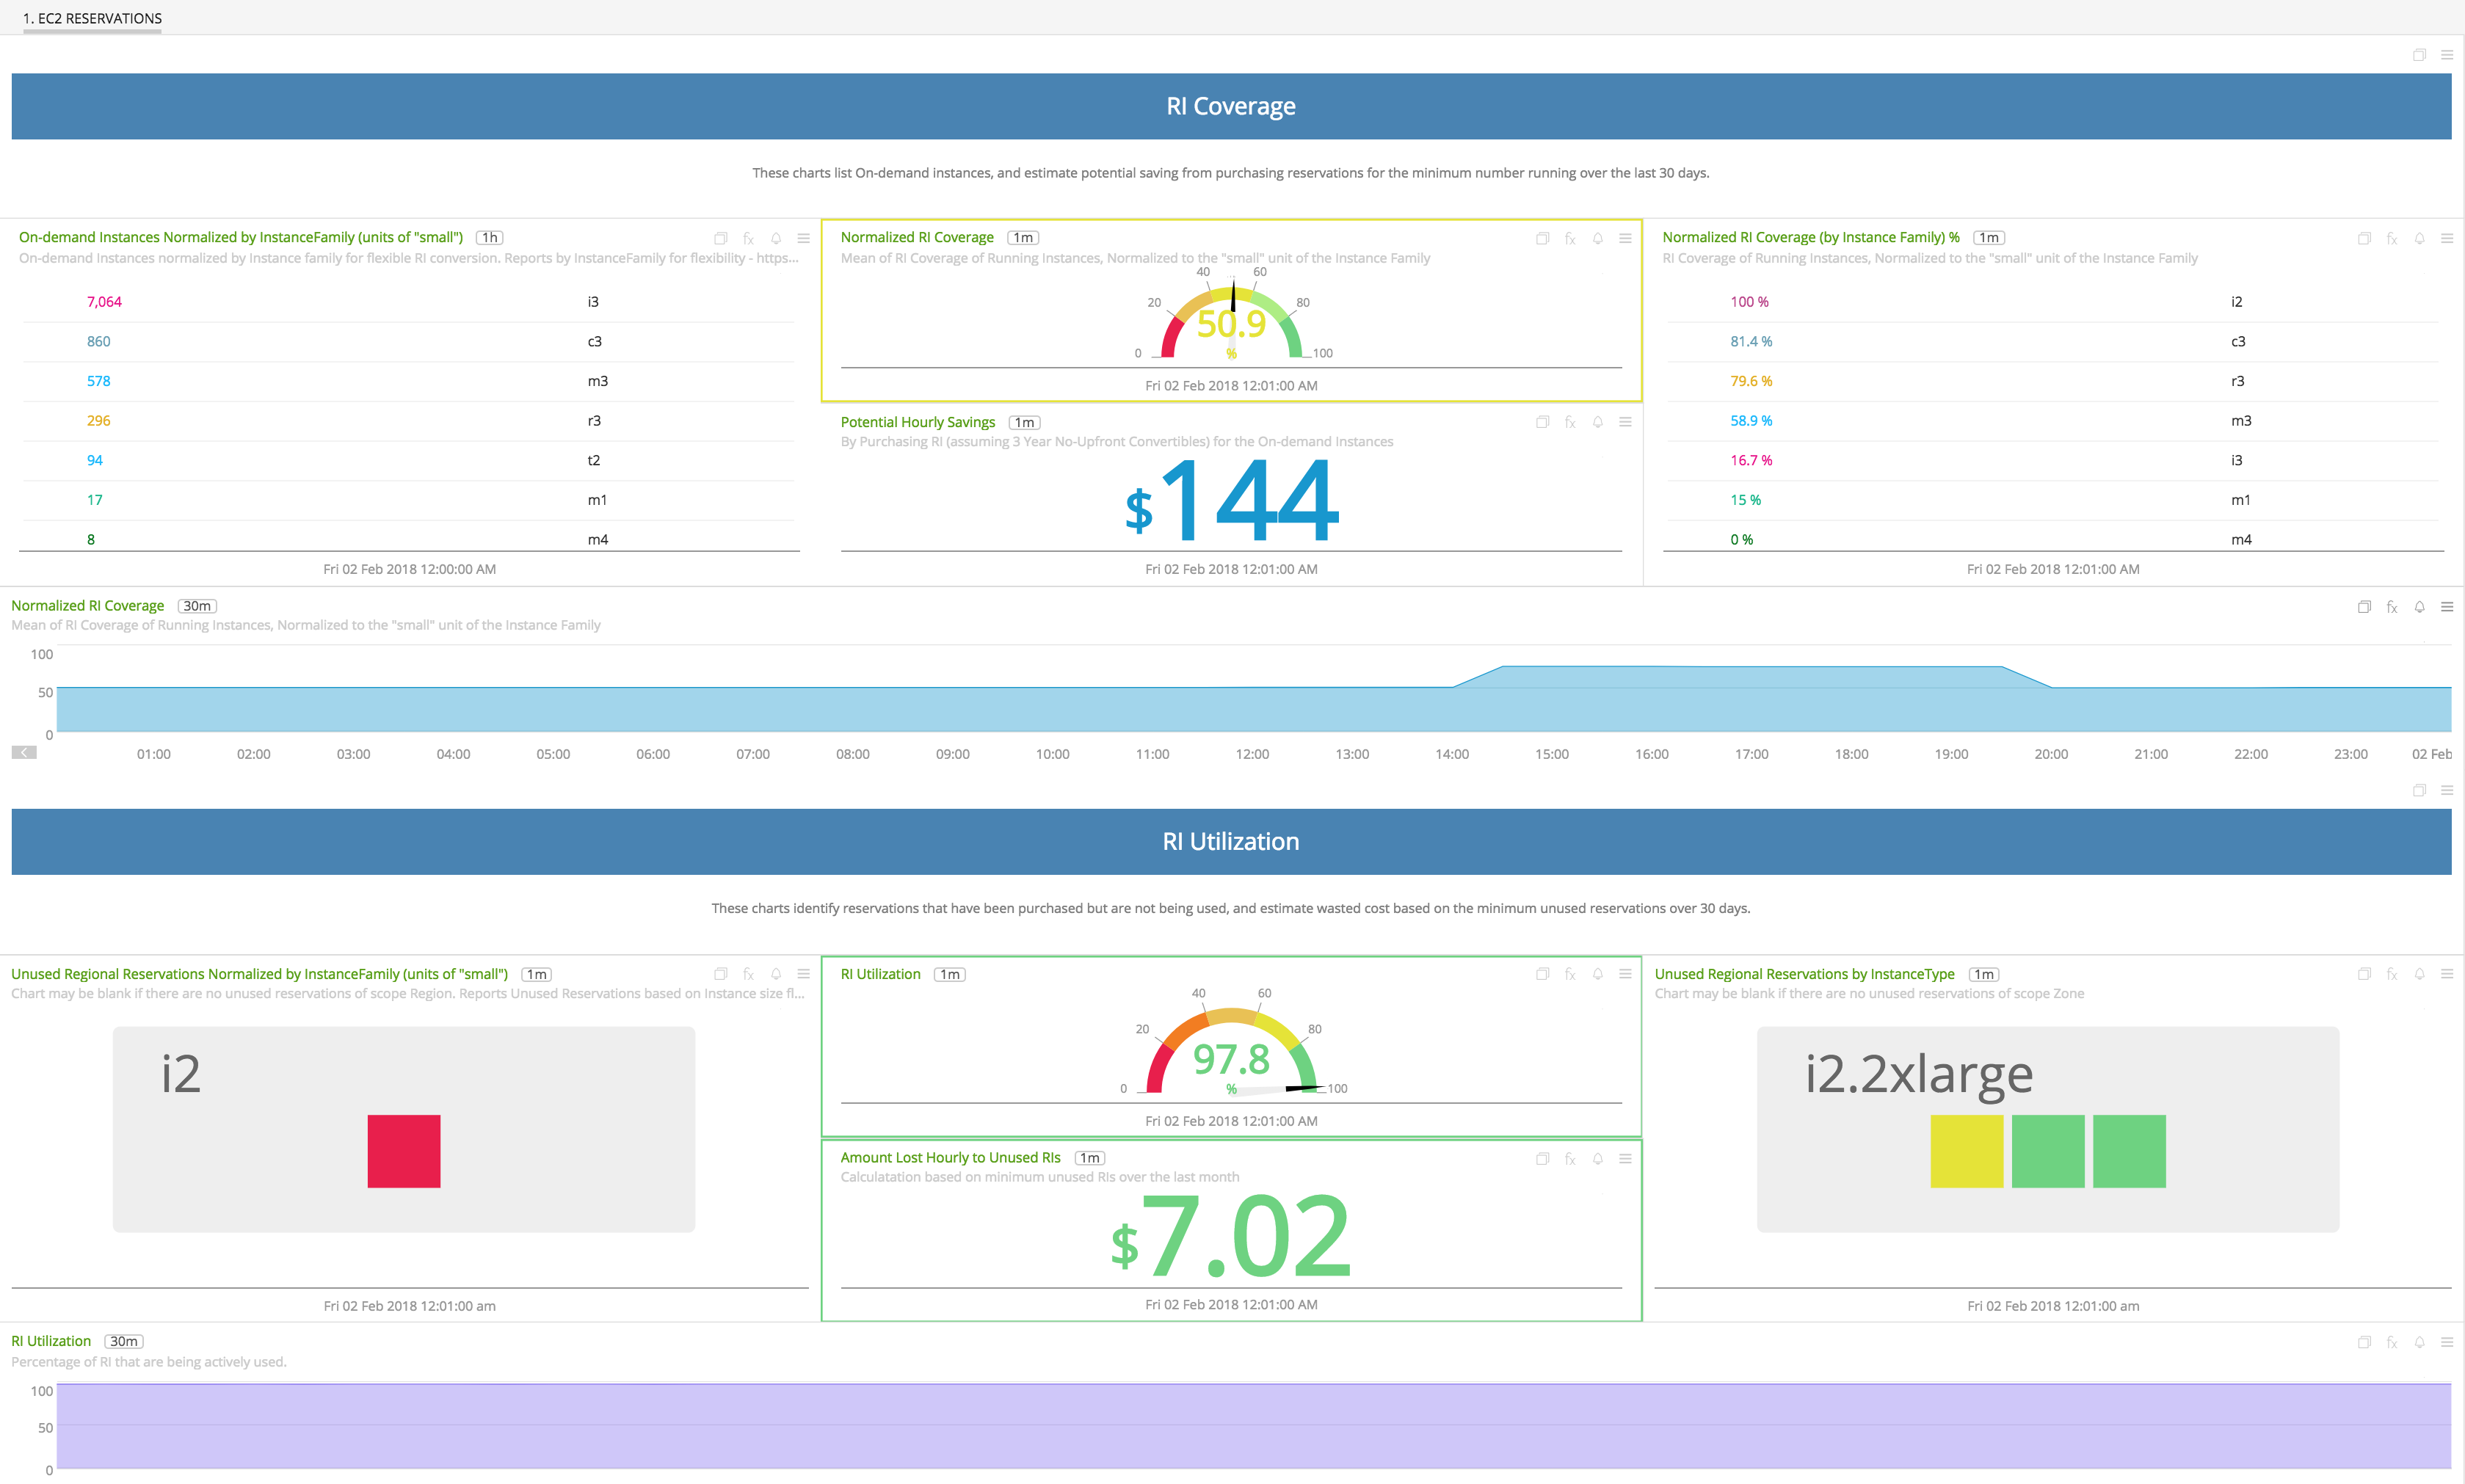 1. EC2 RESERVATIONS
RI Coverage
These charts list On-demand instances, and estimate potential saving from purchasing reservations for the minimum number running over the last 30 days.
On-demand Instances Normalized by InstanceFamily (units of "small") 1h
On-demand Instances normalized by Instance family for flexible RI conversion. Reports by InstanceFamily for flexibility - https...
7,064 i3
860 c3
578 m3
296 r3
94 t2
17 m1
8 m4
Fri 02 Feb 2018 12:00:00 AM
Normalized RI Coverage 1m
Mean of RI Coverage of Running Instances, Normalized to the "small" unit of the Instance Family
0 20 40 ... 60 80 100
50.9
%
Fri 02 Feb 2018 12:01:00 AM
Potential Hourly Savings 1m
By Purchasing RI (assuming 3 Year No-Upfront Convertibles) for the On-demand Instances
$144
Fri 02 Feb 2018 12:01:00 AM
Normalized RI Coverage (by Instance Family) % 1m
RI Coverage of Running Instances, Normalized to the "small" unit of the Instance Family
100 % i2
81.4 % c3
79.6 % r3
58.9 % m3
16.7 % i3
15 % m1
0 % m4
Fri 02 Feb 2018 12:01:00 AM
Normalized RI Coverage 30m
Mean of RI Coverage of Running Instances, Normalized to the "small" unit of the Instance Family
100
50
0
01:00 02:00 03:00 04:00 05:00 06:00 07:00 08:00 09:00 10:00 11:00 12:00 13:00 14:00 15:00 16:00 17:00 18:00 19:00 20:00 21:00 22:00 23:00 02 Feb
RI Utilization
These charts identify reservations that have been purchased but are not being used, and estimate wasted cost based on the minimum unused reservations over 30 days.
Unused Regional Reservations Normalized by InstanceFamily (units of "small") 1m
Chart may be blank if there are no unused reservations of scope Region. Reports Unused Reservations based on Instance size fl...
i2
Fri 02 Feb 2018 12:01:00 am
RI Utilization 1m
0 20 40 60 80 100
97.8
%
Fri 02 Feb 2018 12:01:00 AM
Amount Lost Hourly to Unused RIs 1m
Calculatation based on minimum unused RIs over the last month
$7.02
Fri 02 Feb 2018 12:01:00 AM
Unused Regional Reservations by InstanceType 1m
Chart may be blank if there are no unused reservations of scope Zone
i2.2xlarge
Fri 02 Feb 2018 12:01:00 am
RI Utilization 30m
Percentage of RI that are being actively used.
100
50
0